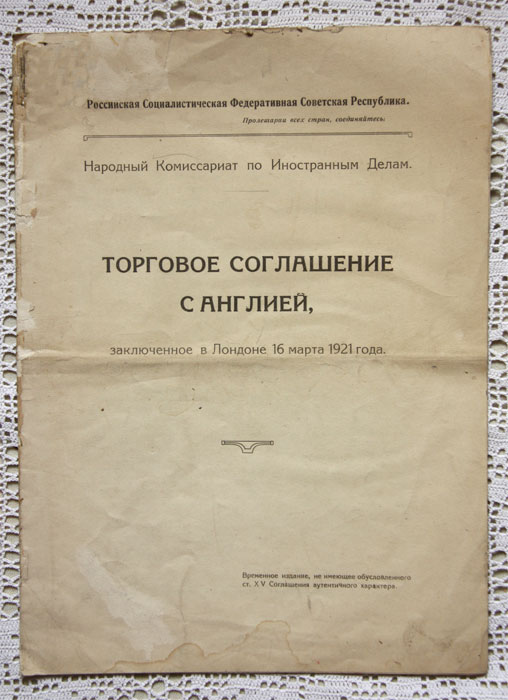 Российская Социалистическая Федеративная Советская Республика.
Пролетарии всех стран, соединяйтесь.
Народный Комиссариат по Иностранным Делам.
ТОРГОВОЕ СОГЛАШЕНИЕ
С АНГЛИЕЙ,
заключенное в Лондоне 16 марта 1921 года.
Временное издание, не имеющее обусловленного
ст. XV Соглашения аутентичного характера.